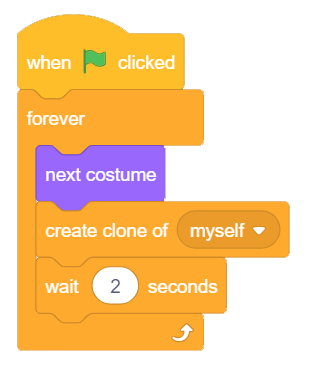 when clicked
forever
next costume
create clone of myself
wait 2 seconds